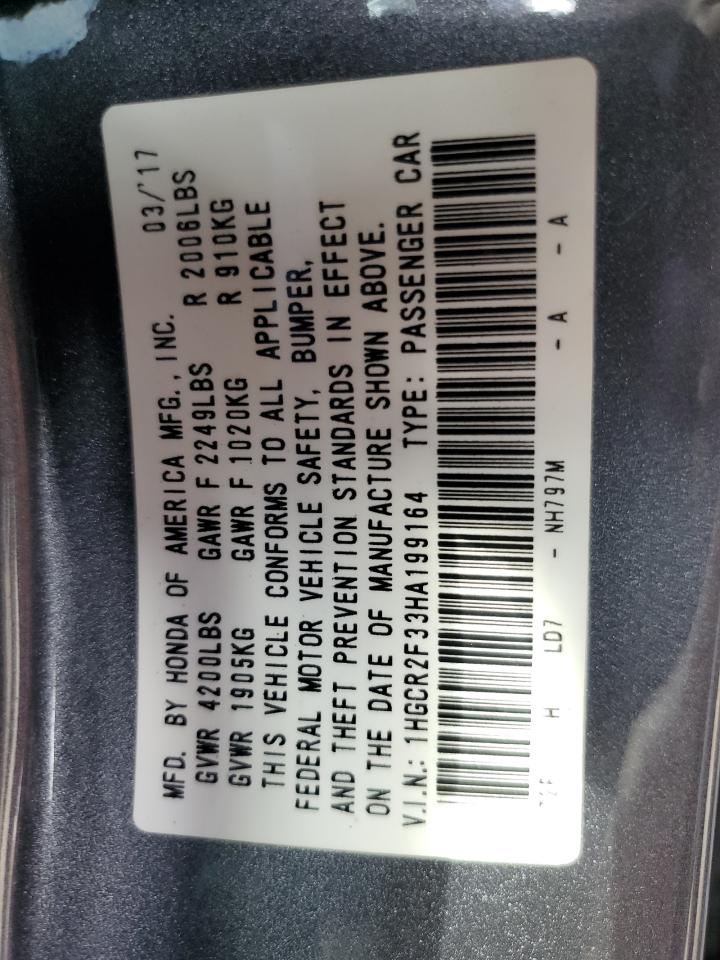 MFD. BY HONDA OF AMERICA MFG., INC. 03/'17
GVWR 4200LBS GAWR F 2249LBS R 2006LBS
GVWR 1905KG GAWR F 1020KG R 910KG
THIS VEHICLE CONFORMS TO ALL APPLICABLE
FEDERAL MOTOR VEHICLE SAFETY, BUMPER,
AND THEFT PREVENTION STANDARDS IN EFFECT
ON THE DATE OF MANUFACTURE SHOWN ABOVE.
V.I.N.: 1HGCR2F33HA199164 TYPE: PASSENGER CAR
H LD7 - NH797M - A - A